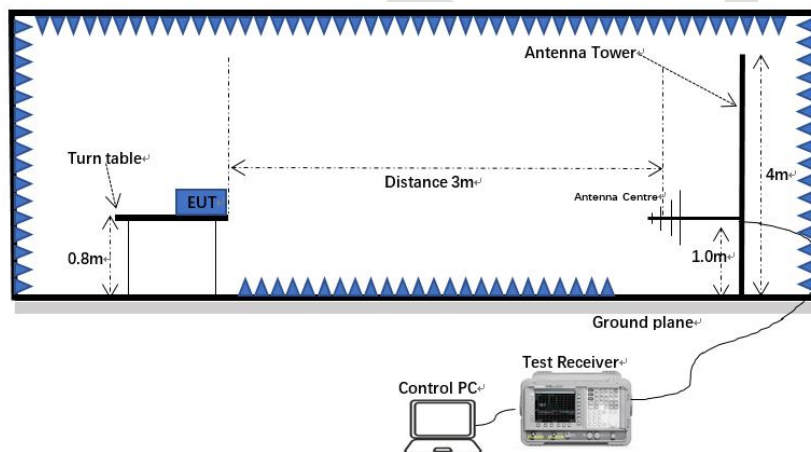 Antenna Tower
Turn table
Distance 3m
4m
EUT
Antenna Centre
0.8m
1.0m
Ground plane
Test Receiver
Control PC